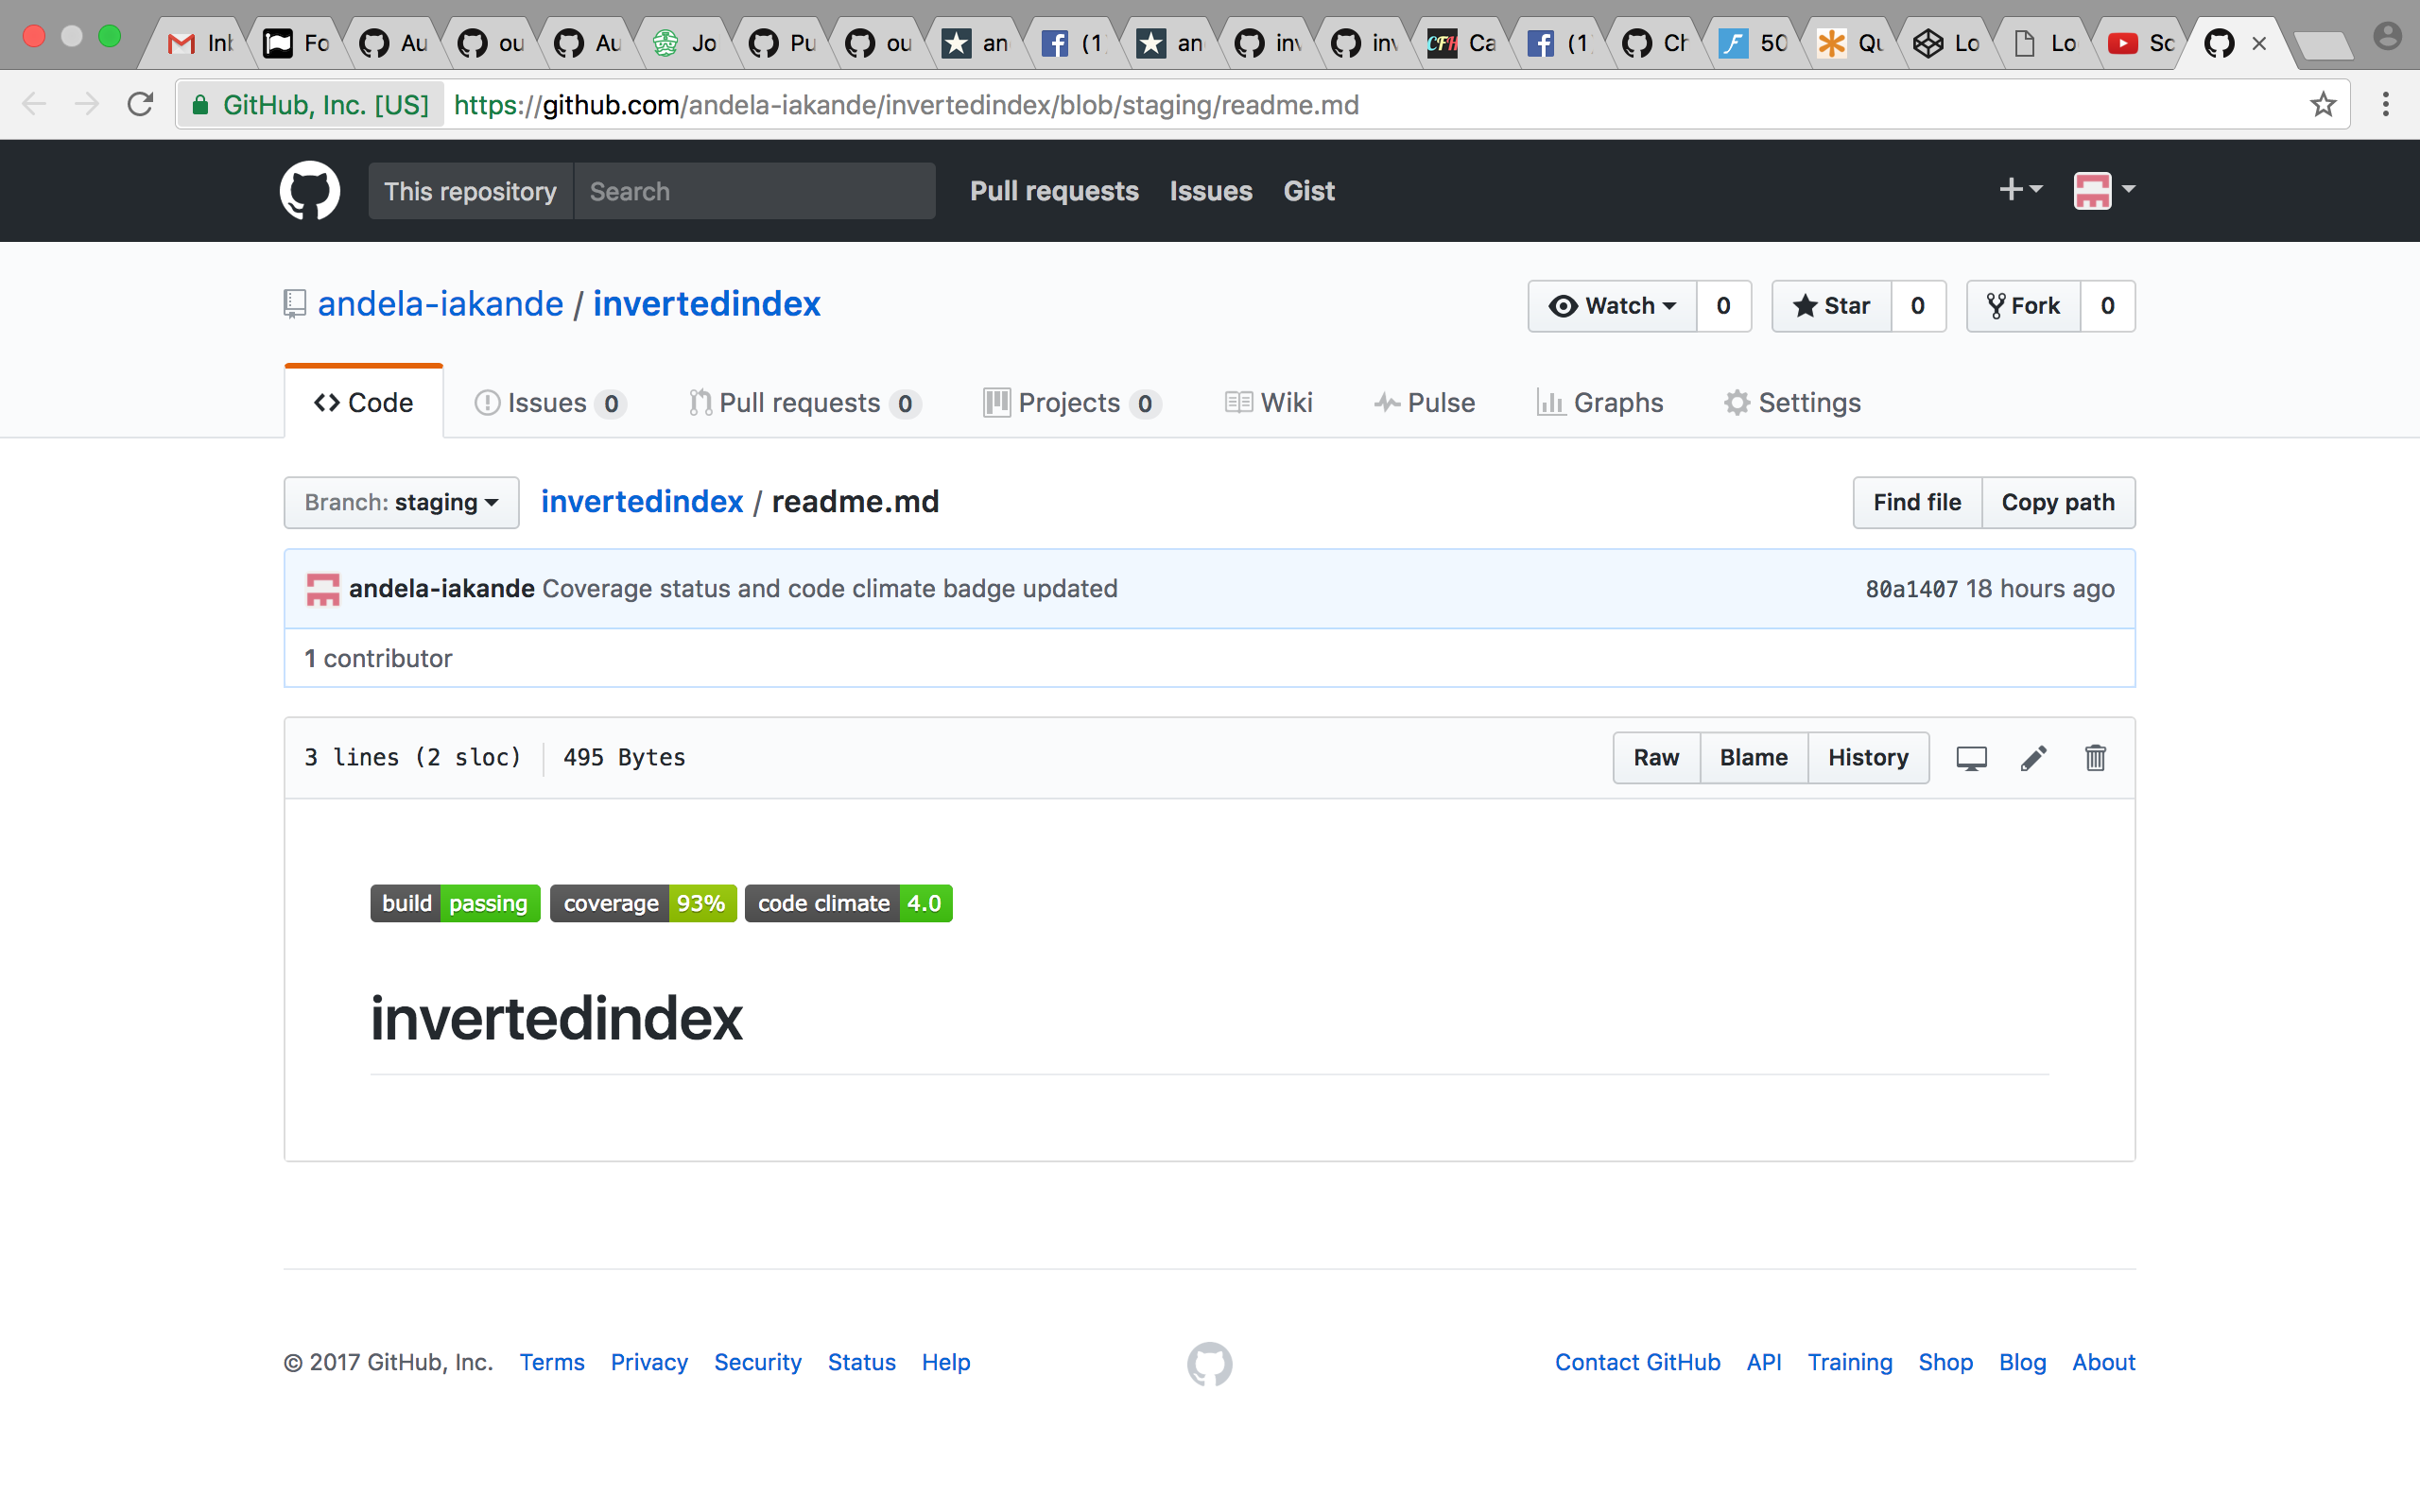 Inb Fo Au ou Au Jo Pu ou an (1 an inv inv CFH Ca (1 Ch 50 Qu Lo Lo Sc
GitHub, Inc. [US] https://github.com/andela-iakande/invertedindex/blob/staging/readme.md
This repository Search Pull requests Issues Gist
andela-iakande / invertedindex Watch 0 Star 0 Fork 0
Code Issues 0 Pull requests 0 Projects 0 Wiki Pulse Graphs Settings
Branch: staging invertedindex / readme.md Find file Copy path
andela-iakande Coverage status and code climate badge updated 80a1407 18 hours ago
1 contributor
3 lines (2 sloc) 495 Bytes Raw Blame History
build passing coverage 93% code climate 4.0
invertedindex
© 2017 GitHub, Inc. Terms Privacy Security Status Help Contact GitHub API Training Shop Blog About